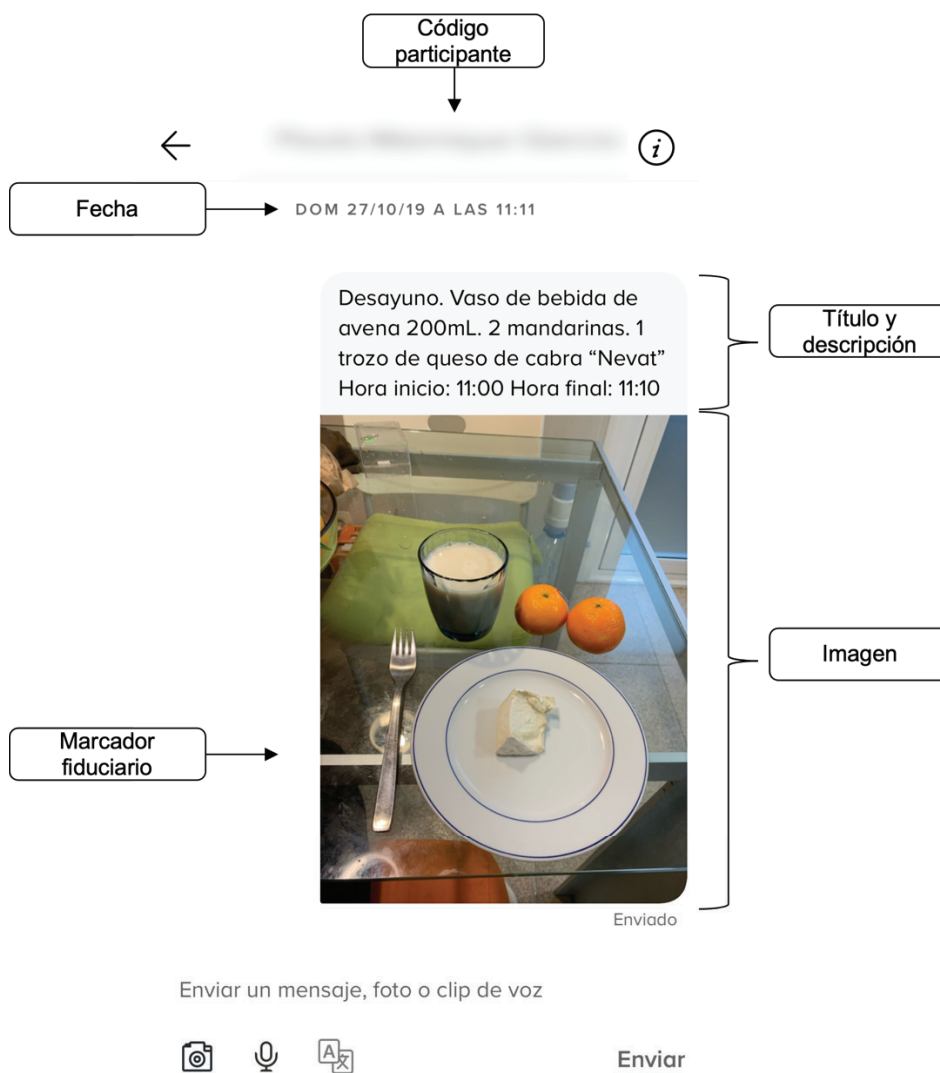 Código
participante
Fecha
DOM 27/10/19 A LAS 11:11
Desayuno. Vaso de bebida de
avena 200mL. 2 mandarinas. 1
trozo de queso de cabra “Nevat”
Hora inicio: 11:00 Hora final: 11:10
Título y
descripción
Imagen
Marcador
fiduciario
Enviado
Enviar un mensaje, foto o clip de voz
Enviar